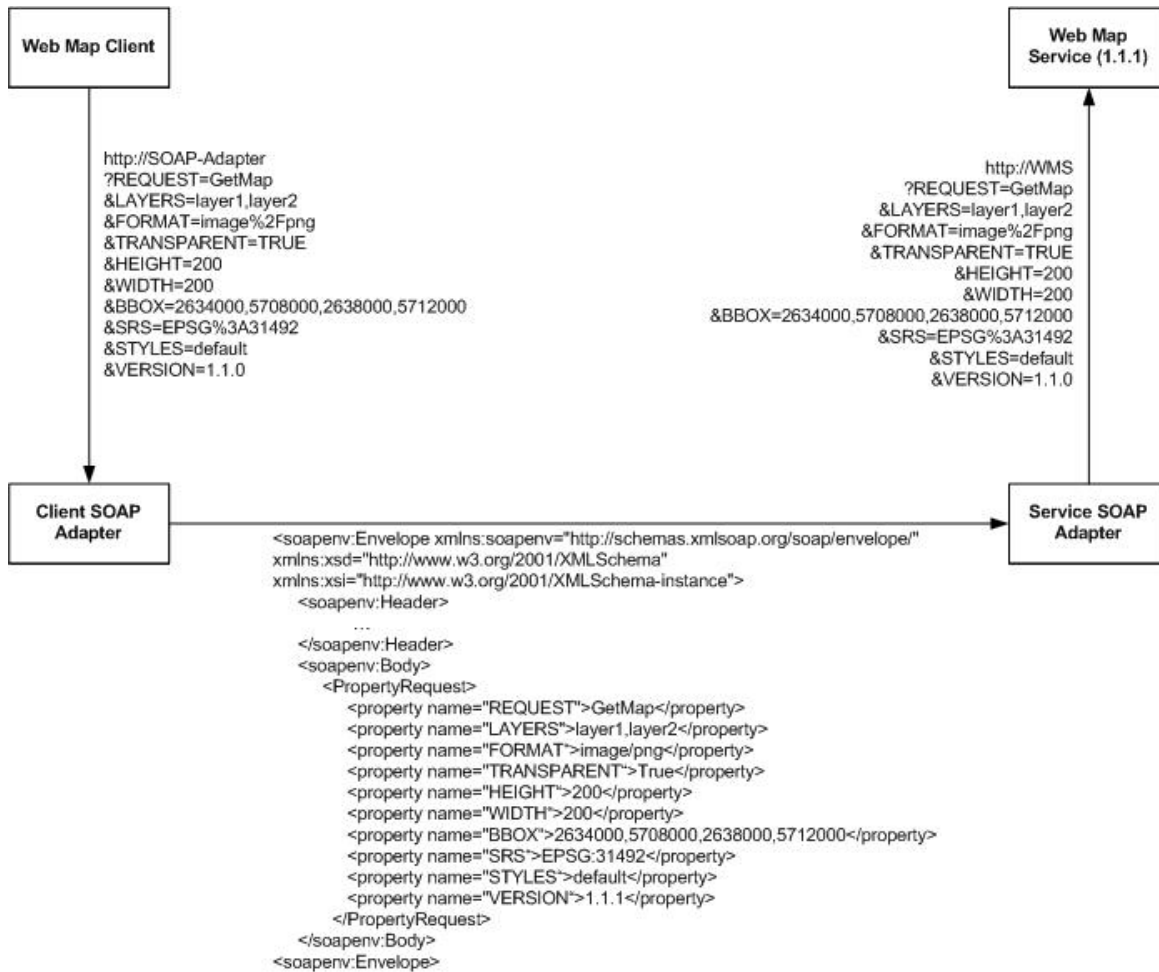 Web Map Client
Web Map
Service (1.1.1)
http://SOAP-Adapter
?REQUEST=GetMap
&LAYERS=layer1,layer2
&FORMAT=image%2Fpng
&TRANSPARENT=TRUE
&HEIGHT=200
&WIDTH=200
&BBOX=2634000,5708000,2638000,5712000
&SRS=EPSG%3A31492
&STYLES=default
&VERSION=1.1.0
http://WMS
?REQUEST=GetMap
&LAYERS=layer1,layer2
&FORMAT=image%2Fpng
&TRANSPARENT=TRUE
&HEIGHT=200
&WIDTH=200
&BBOX=2634000,5708000,2638000,5712000
&SRS=EPSG%3A31492
&STYLES=default
&VERSION=1.1.0
Client SOAP
Adapter
Service SOAP
Adapter
<soapenv:Envelope xmlns:soapenv="http://schemas.xmlsoap.org/soap/envelope/"
xmlns:xsd="http://www.w3.org/2001/XMLSchema"
xmlns:xsi="http://www.w3.org/2001/XMLSchema-instance">
<soapenv:Header>
...
</soapenv:Header>
<soapenv:Body>
<PropertyRequest>
<property name="REQUEST">GetMap</property>
<property name="LAYERS">layer1,layer2</property>
<property name="FORMAT“>image/png</property>
<property name="TRANSPARENT“>True</property>
<property name="HEIGHT“>200</property>
<property name="WIDTH“>200</property>
<property name="BBOX“>2634000,5708000,2638000,5712000</property>
<property name="SRS“>EPSG:31492</property>
<property name="STYLES“>default</property>
<property name="VERSION“>1.1.1</property>
</PropertyRequest>
</soapenv:Body>
<soapenv:Envelope>